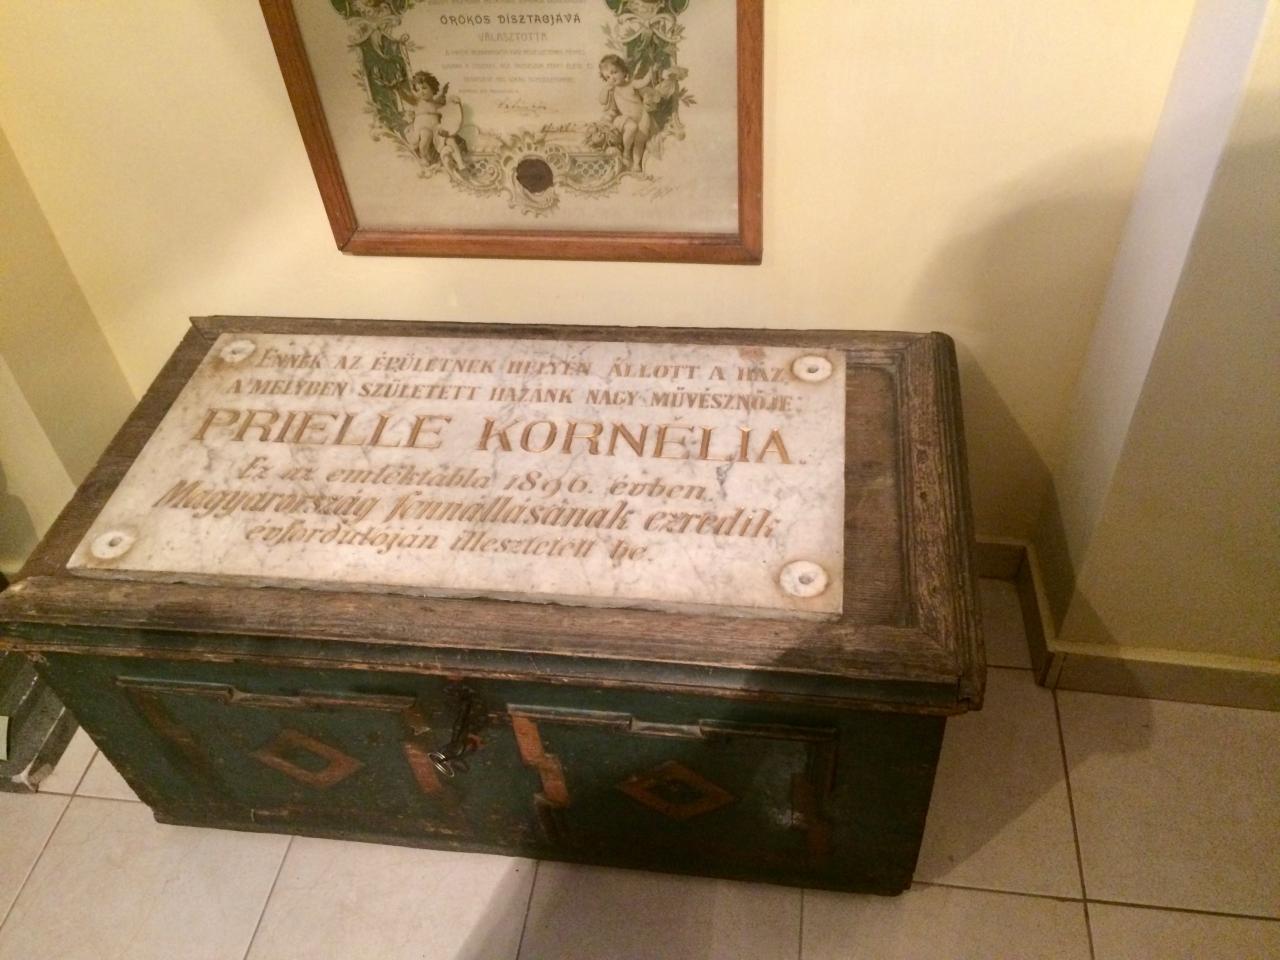 ÖRÖKÖS DISZTAGJÁVÁ
VÁLASZTOTTA
ENNEK AZ ÉPÜLETNEK HELYÉN ÁLLOTT A HÁZ,
A'MELYBEN SZÜLETETT HAZÁNK NAGY MŰVÉSZNŐJE:
PRIELLE KORNÉLIA.
Ez az emléktábla 1896. évben,
Magyarország fennállásának ezredik
évfordulóján illesztetett be.